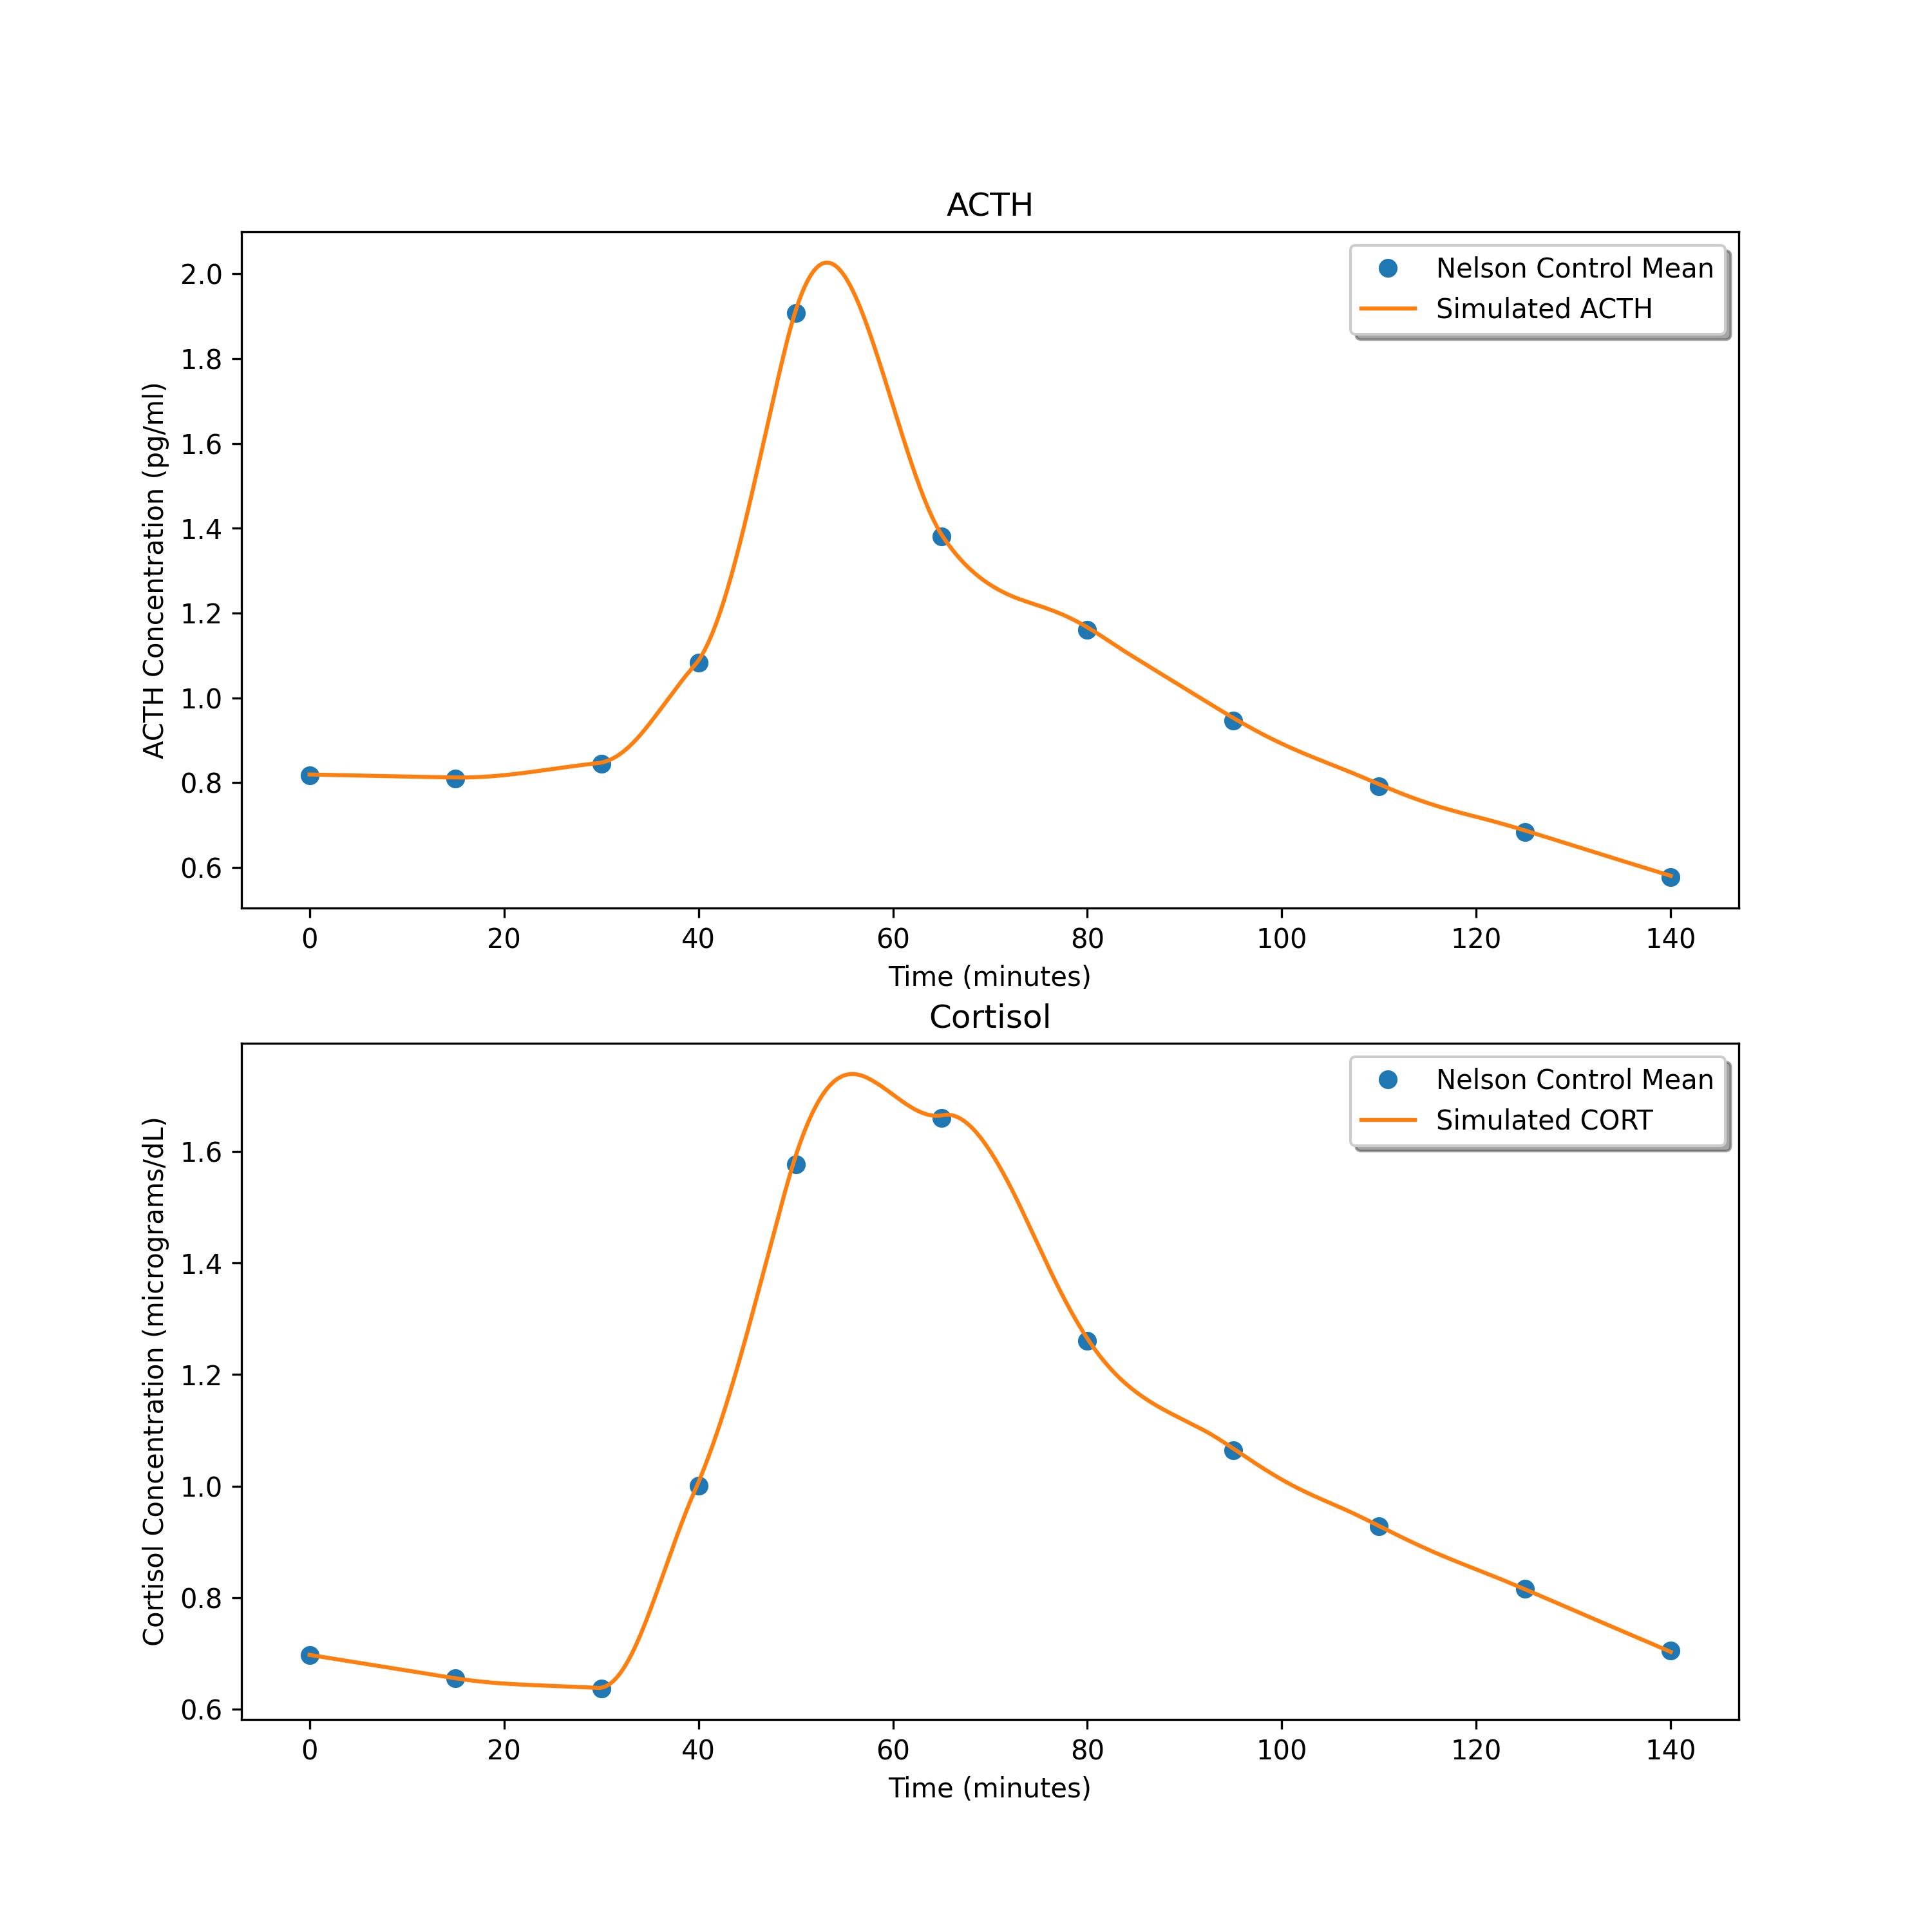 ACTH
2.0
1.8
1.6
1.4
1.2
1.0
0.8
0.6
ACTH Concentration (pg/ml)
Nelson Control Mean
Simulated ACTH
0 20 40 60 80 100 120 140
Time (minutes)
Cortisol
1.6
1.4
1.2
1.0
0.8
0.6
Cortisol Concentration (micrograms/dL)
Nelson Control Mean
Simulated CORT
0 20 40 60 80 100 120 140
Time (minutes)